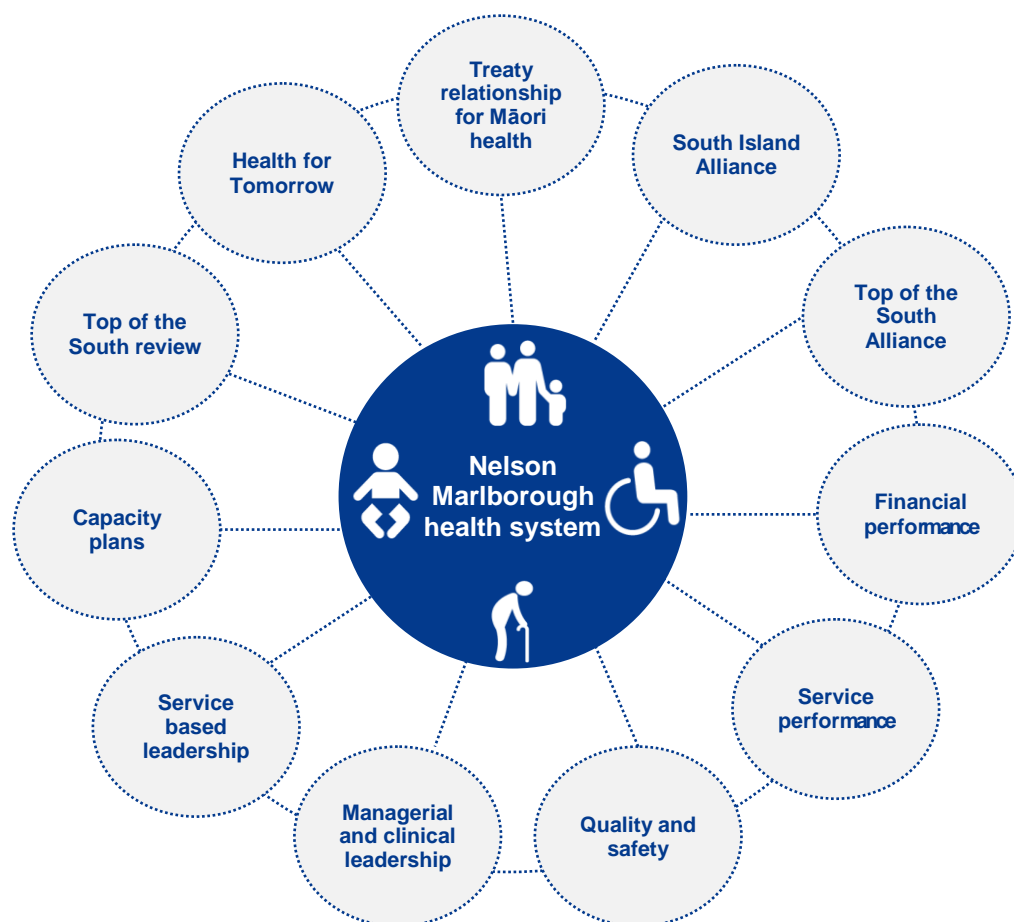 Treaty
relationship
for Māori
health
South Island
Alliance
Top of the
South
Alliance
Financial
performance
Service
performance
Quality and
safety
Managerial
and clinical
leadership
Service
based
leadership
Capacity
plans
Top of the
South review
Health for
Tomorrow
Nelson
Marlborough
health system